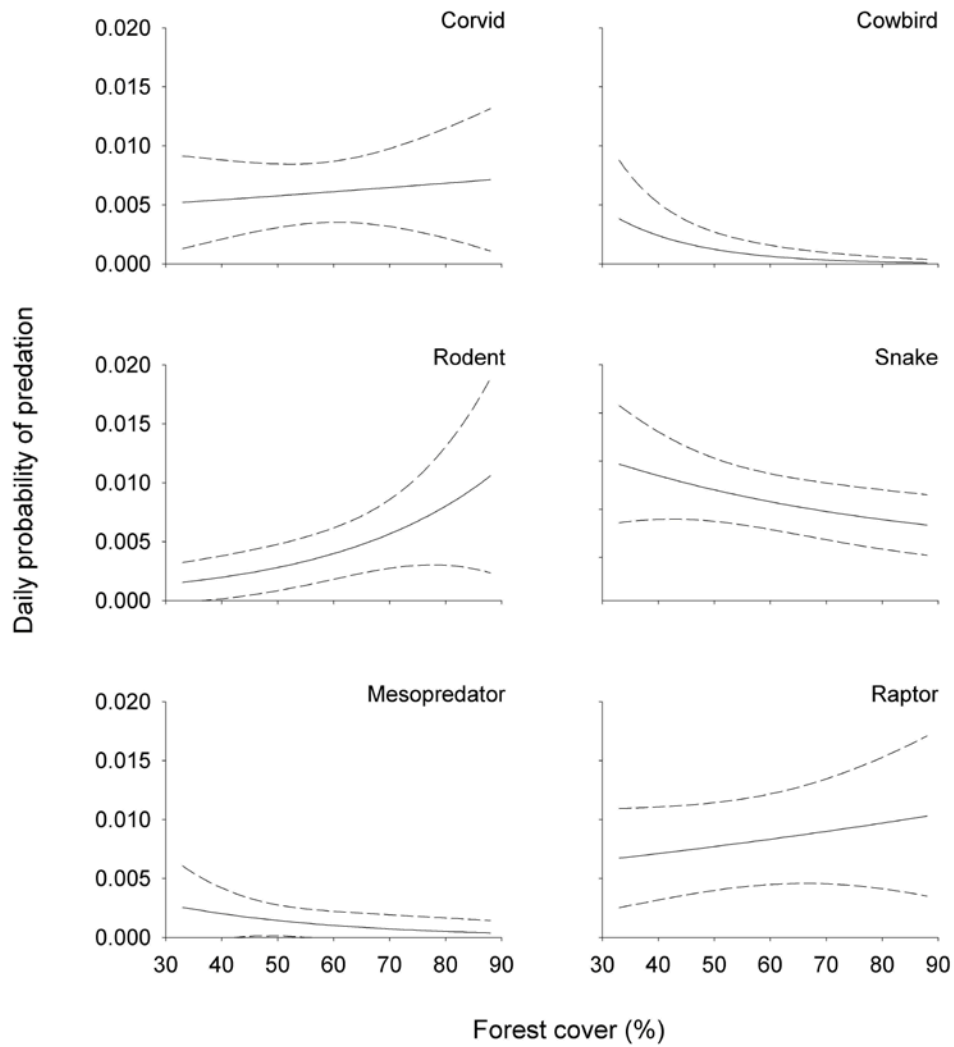 Corvid
0.020
0.015
0.010
0.005
0.000
Cowbird
Rodent
0.020
0.015
0.010
0.005
0.000
Snake
Mesopredator
0.020
0.015
0.010
0.005
0.000
30 40 50 60 70 80 90
Raptor
30 40 50 60 70 80 90
Daily probability of predation
Forest cover (%)